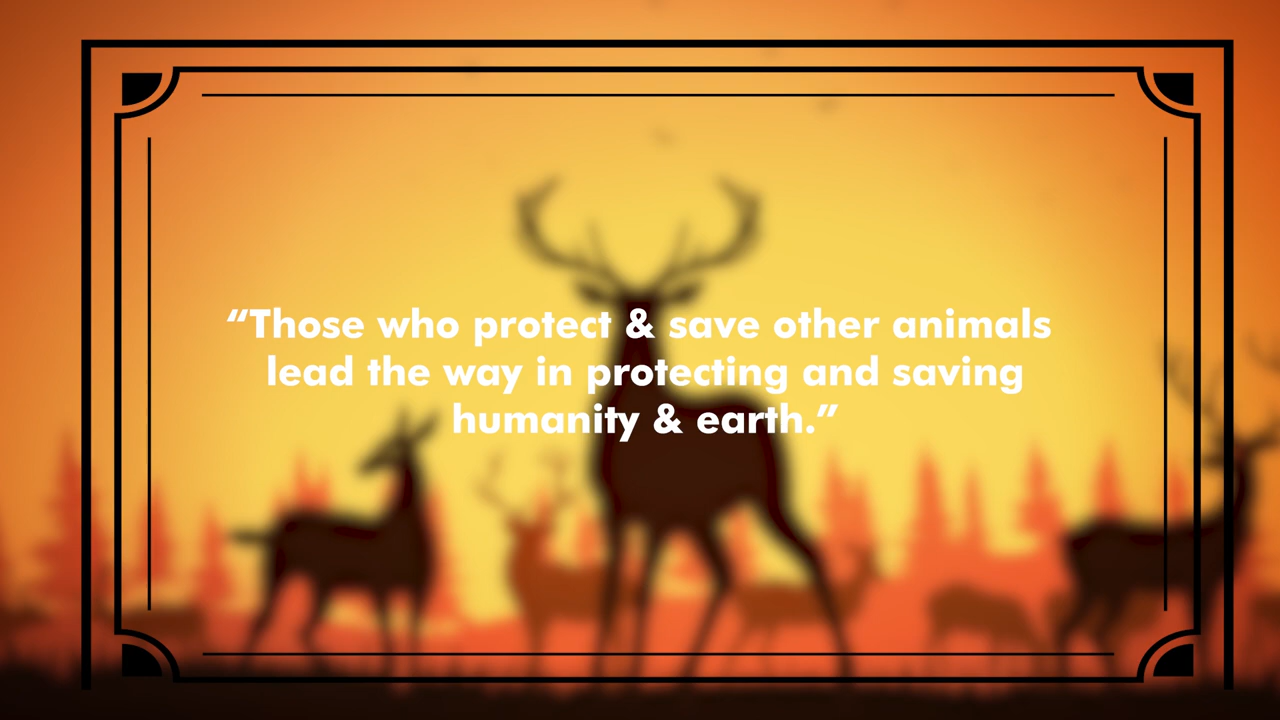 “Those who protect & save other animals
lead the way in protecting and saving
humanity & earth.”